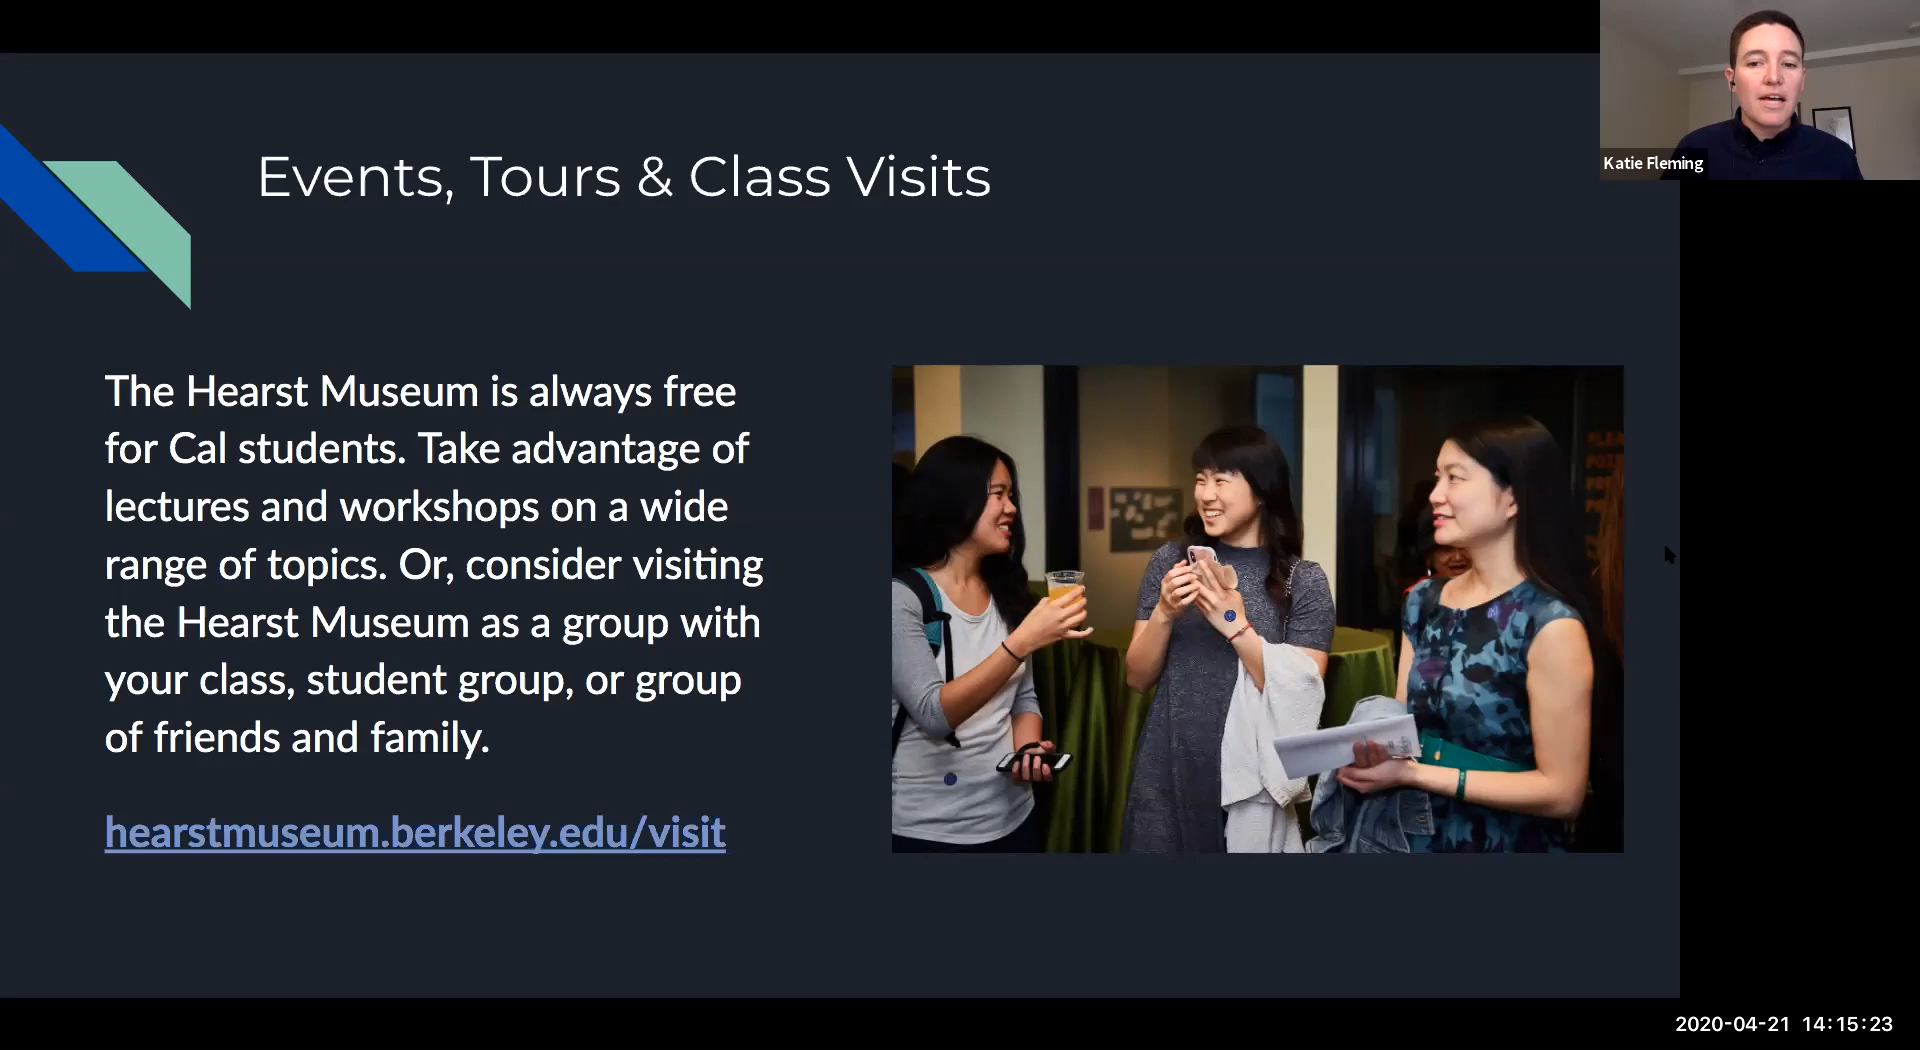 Katie Fleming
Events, Tours & Class Visits
The Hearst Museum is always free
for Cal students. Take advantage of
lectures and workshops on a wide
range of topics. Or, consider visiting
the Hearst Museum as a group with
your class, student group, or group
of friends and family.
hearstmuseum.berkeley.edu/visit
2020-04-21 14:15:23